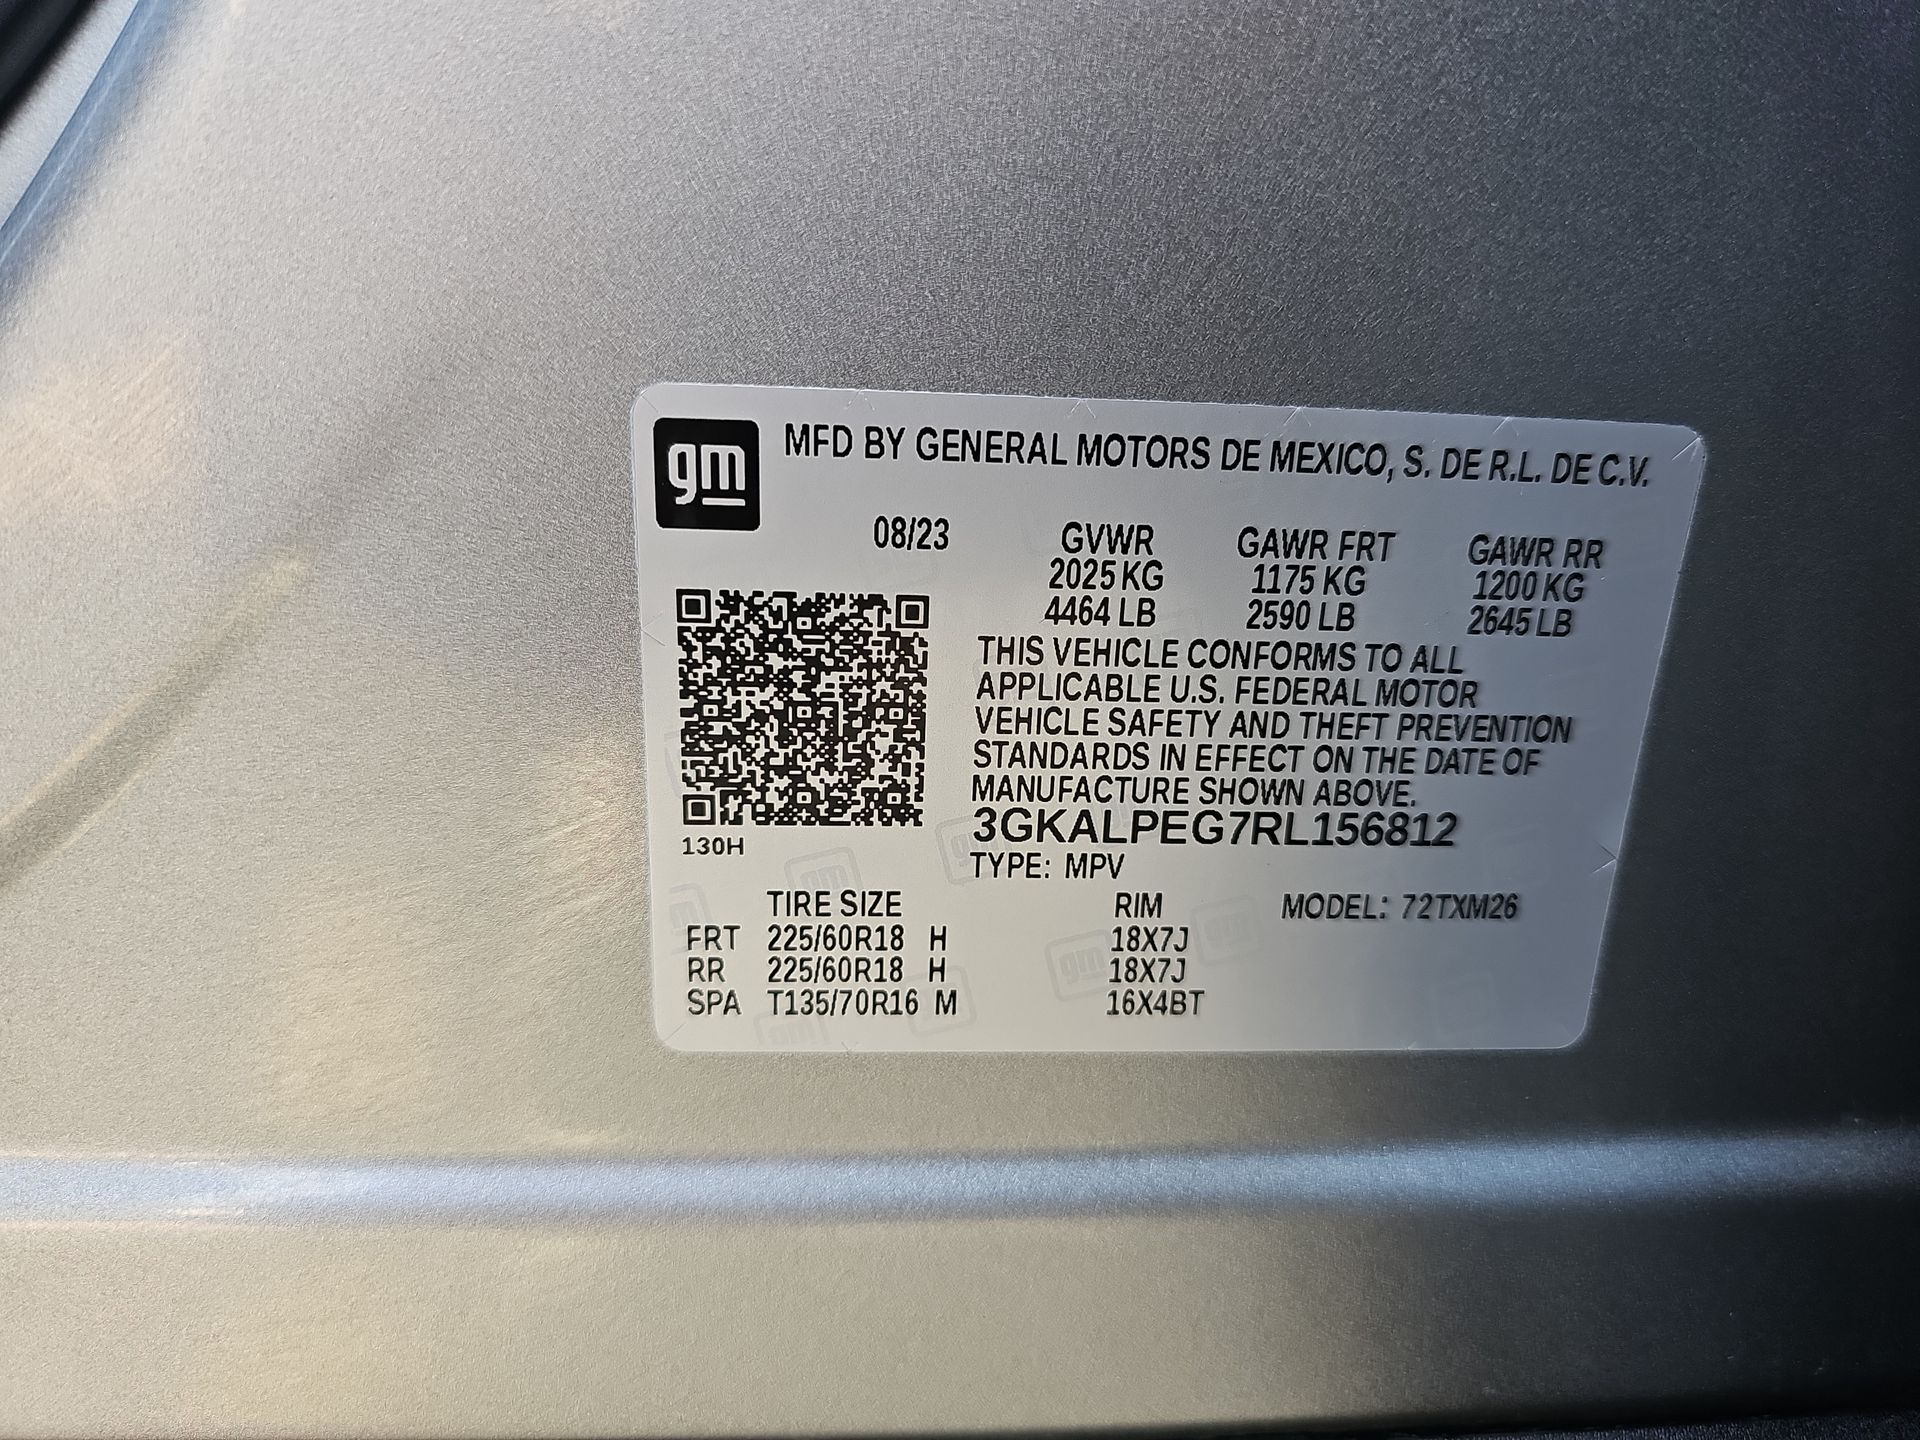 gm MFD BY GENERAL MOTORS DE MEXICO, S. DE R.L. DE C.V.
08/23 GVWR GAWR FRT GAWR RR
2025 KG 1175 KG 1200 KG
4464 LB 2590 LB 2645 LB
THIS VEHICLE CONFORMS TO ALL
APPLICABLE U.S. FEDERAL MOTOR
VEHICLE SAFETY AND THEFT PREVENTION
STANDARDS IN EFFECT ON THE DATE OF
MANUFACTURE SHOWN ABOVE.
3GKALPEG7RL156812
130H
TYPE: MPV
TIRE SIZE RIM MODEL: 72TXM26
FRT 225/60R18 H 18X7J
RR 225/60R18 H 18X7J
SPA T135/70R16 M 16X4BT